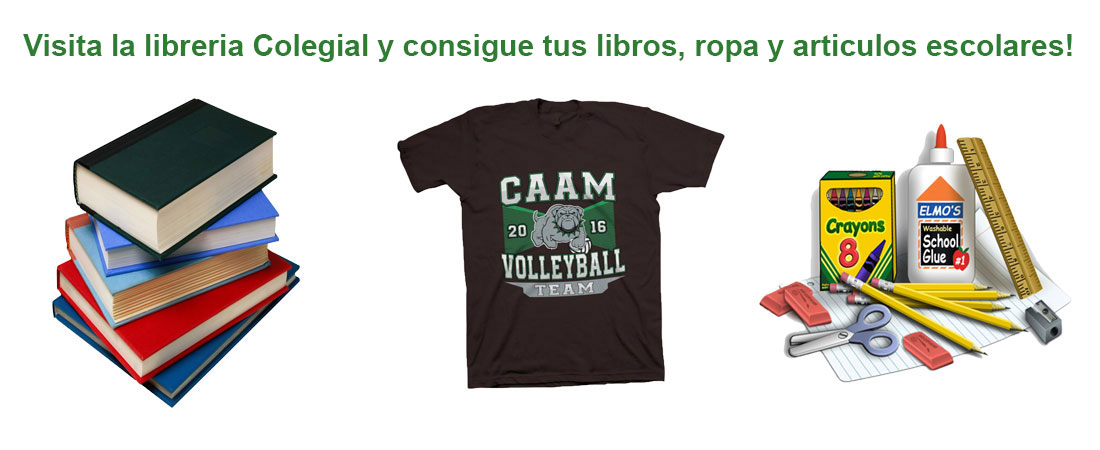 Visita la libreria Colegial y consigue tus libros, ropa y articulos escolares!
CAAM
20 16
VOLLEYBALL
TEAM
Crayons
8
ELMO'S
Washable
School
Glue #1